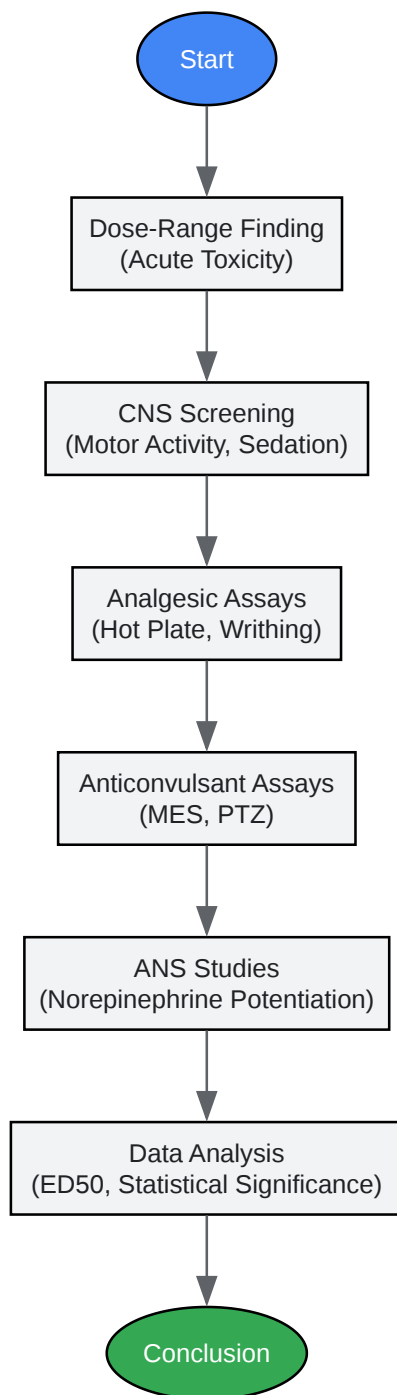 Start
Dose-Range Finding
(Acute Toxicity)
CNS Screening
(Motor Activity, Sedation)
Analgesic Assays
(Hot Plate, Writhing)
Anticonvulsant Assays
(MES, PTZ)
ANS Studies
(Norepinephrine Potentiation)
Data Analysis
(ED50, Statistical Significance)
Conclusion